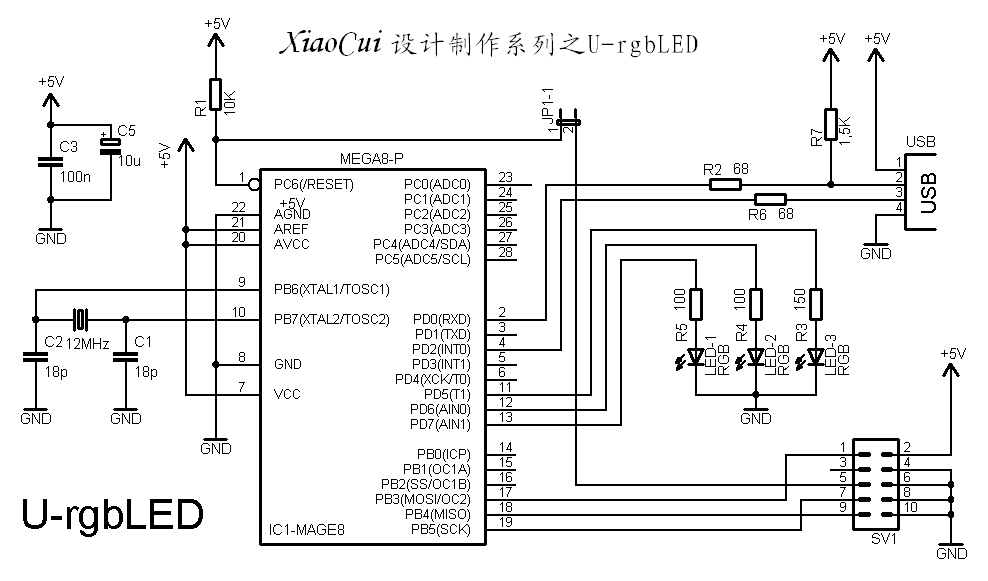 XiaoCui 设计制作系列之U-rgbLED
+5V
+5V
+5V
+5V
R1
10K
JP1-1
1
2
R7
1,5K
+5V
C3
100n
C5
10u
+
GND
MEGA8-P
USB
USB
1
2
3
4
GND
R2 68
R6 68
1 PC6(/RESET)
+5V
22 AGND
21 AREF
20 AVCC
9 PB6(XTAL1/TOSC1)
10 PB7(XTAL2/TOSC2)
8 GND
7 VCC
PC0(ADC0) 23
PC1(ADC1) 24
PC2(ADC2) 25
PC3(ADC3) 26
PC4(ADC4/SDA) 27
PC5(ADC5/SCL) 28
PD0(RXD) 2
PD1(TXD) 3
PD2(INT0) 4
PD3(INT1) 5
PD4(XCK/T0) 6
PD5(T1) 11
PD6(AIN0) 12
PD7(AIN1) 13
PB0(ICP) 14
PB1(OC1A) 15
PB2(SS/OC1B) 16
PB3(MOSI/OC2) 17
PB4(MISO) 18
PB5(SCK) 19
IC1-MAGE8
C2
18p
12MHz
C1
18p
GND
GND
GND
R5
100
R4
100
R3
150
LED-1
RGB
LED-2
RGB
LED-3
RGB
GND
+5V
1 2
3 4
5 6
7 8
9 10
SV1
GND
U-rgbLED